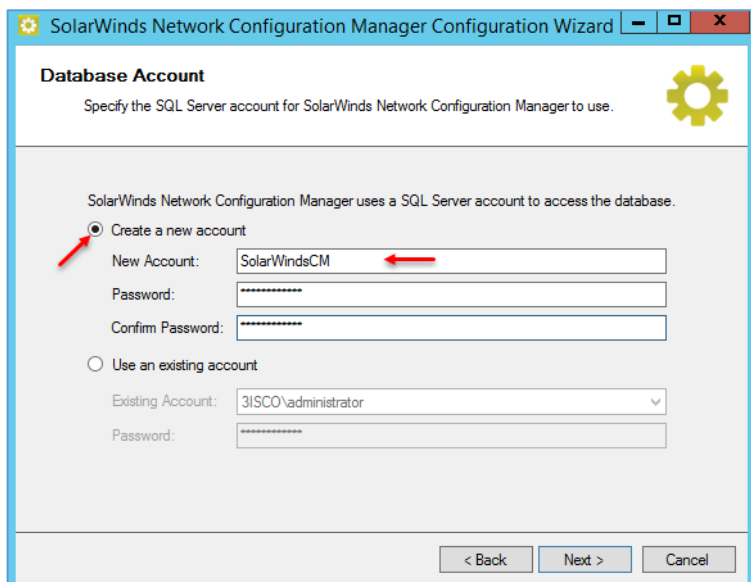 SolarWinds Network Configuration Manager Configuration Wizard
Database Account
Specify the SQL Server account for SolarWinds Network Configuration Manager to use.
SolarWinds Network Configuration Manager uses a SQL Server account to access the database.
Create a new account
New Account: SolarWindsCM
Password: ************
Confirm Password: ************
Use an existing account
Existing Account: 3ISCO\administrator
Password: ************
< Back Next > Cancel